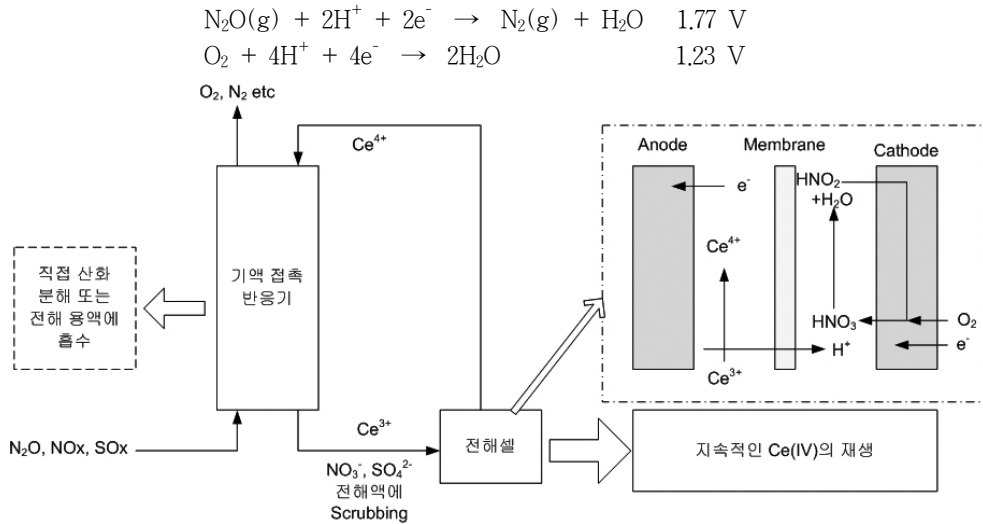 N₂O(g) + 2H⁺ + 2e⁻ → N₂(g) + H₂O 1.77 V
O₂ + 4H⁺ + 4e⁻ → 2H₂O 1.23 V
O₂, N₂ etc
Ce⁴⁺
기액 접촉
반응기
직접 산화
분해 또는
전해 용액에
흡수
N₂O, NOx, SOx
Ce³⁺
NO₃⁻, SO₄²⁻
전해액에
Scrubbing
전해셀
Anode
Membrane
Cathode
e⁻
HNO₂
+H₂O
Ce⁴⁺
HNO₃
O₂
H⁺
e⁻
Ce³⁺
지속적인 Ce(IV)의 재생